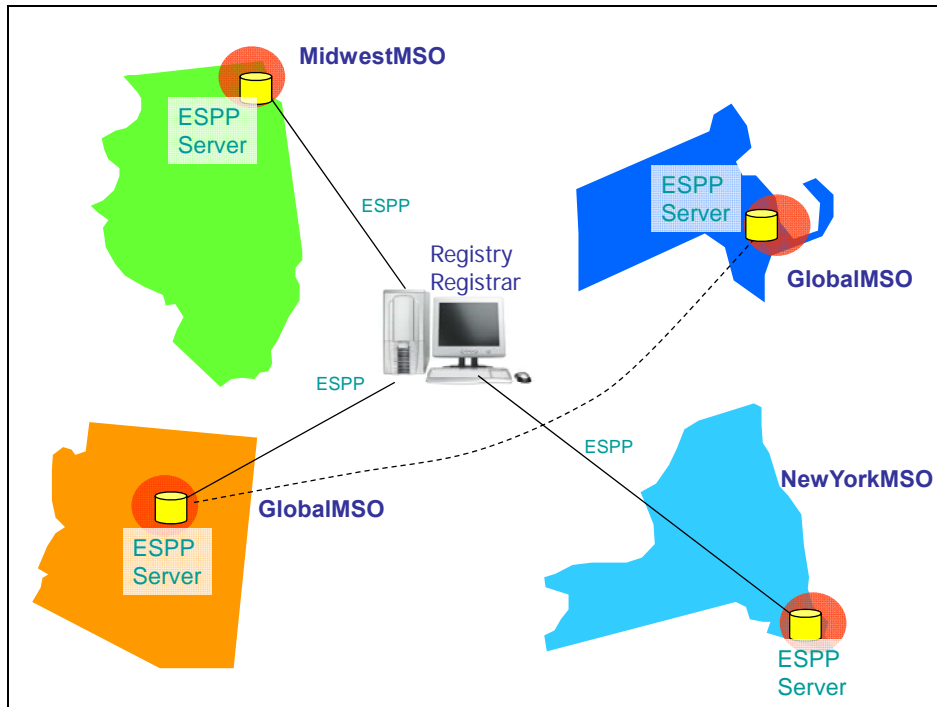 MidwestMSO
ESPP
Server
ESPP
Server
ESPP
Registry
Registrar
GlobalMSO
ESPP
ESPP
NewYorkMSO
GlobalMSO
ESPP
Server
ESPP
Server